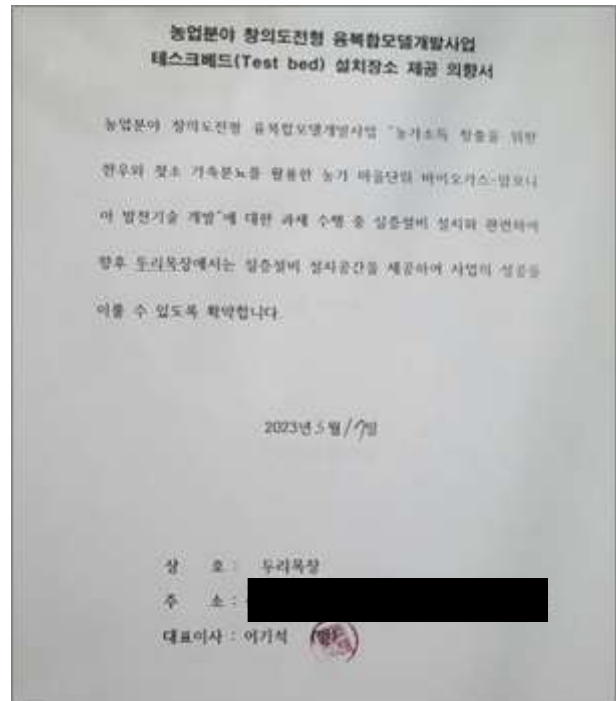 농업분야 창의도전형 융복합모델개발사업
테스크베드(Test bed) 설치장소 제공 의향서
농업분야 창의도전형 융복합모델개발사업 "농가소득 창출을 위한
한우와 젖소 가축분뇨를 활용한 농가 마을단위 바이오가스-암모니
아 발전기술 개발"에 대한 과제 수행 중 실증설비 설치와 관련하여
향후 두리목장에서는 실증설비 설치공간을 제공하여 사업의 성공을
이룰 수 있도록 확약합니다.
2023년 5월 17일
상 호 : 두리목장
주 소 :
대표이사 : 이기석 (인)